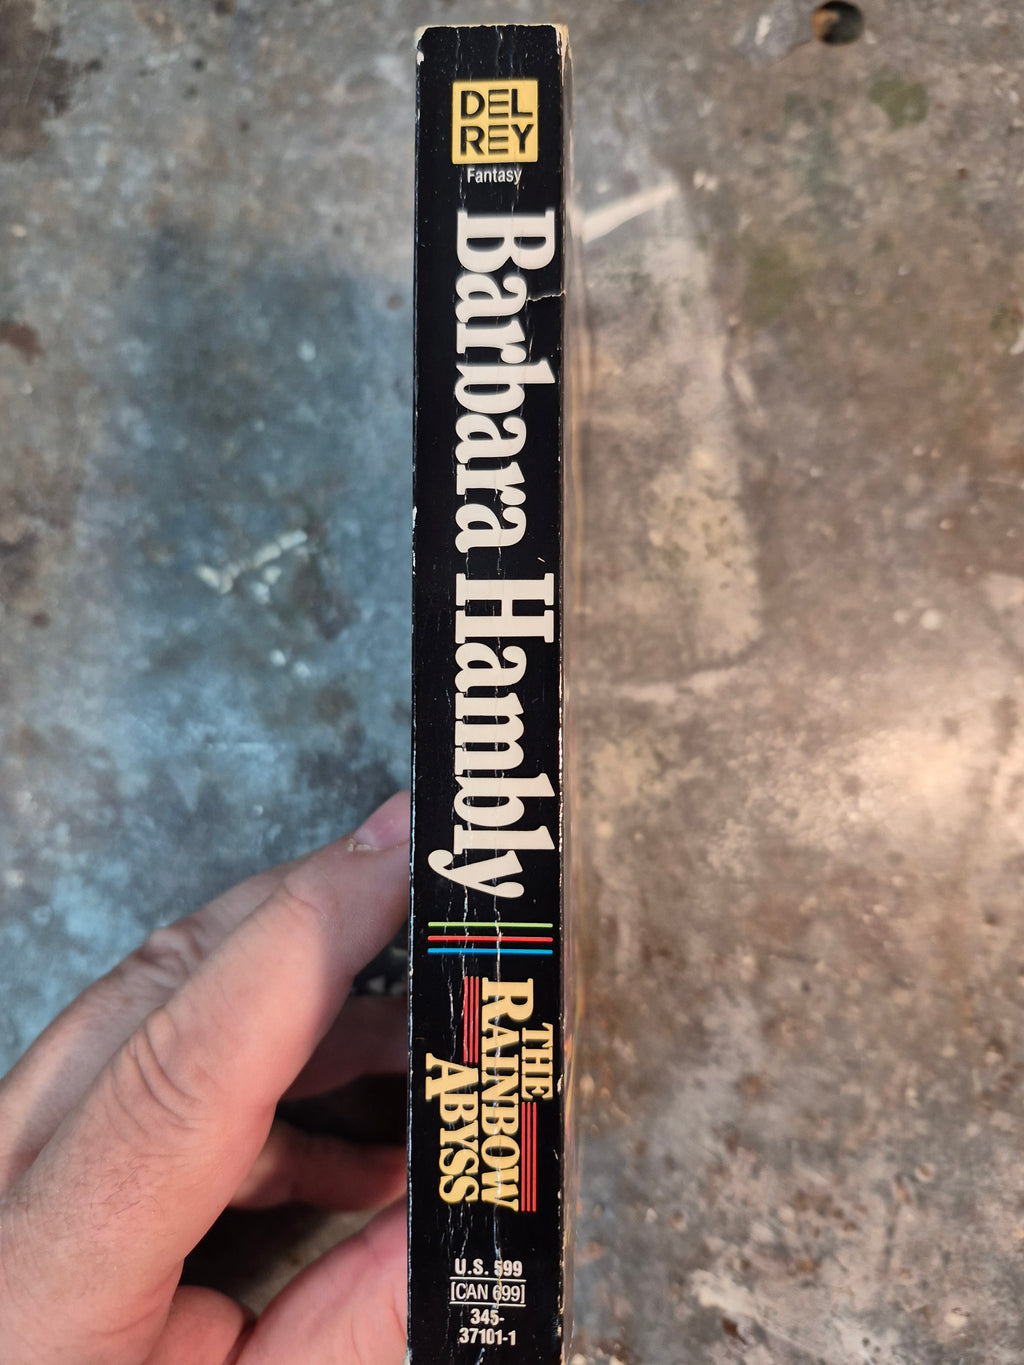 DEL
REY
Fantasy
Barbara Hambly
THE
RAINBOW
ABYSS
U.S. 599
[CAN 699]
345-
37101-1